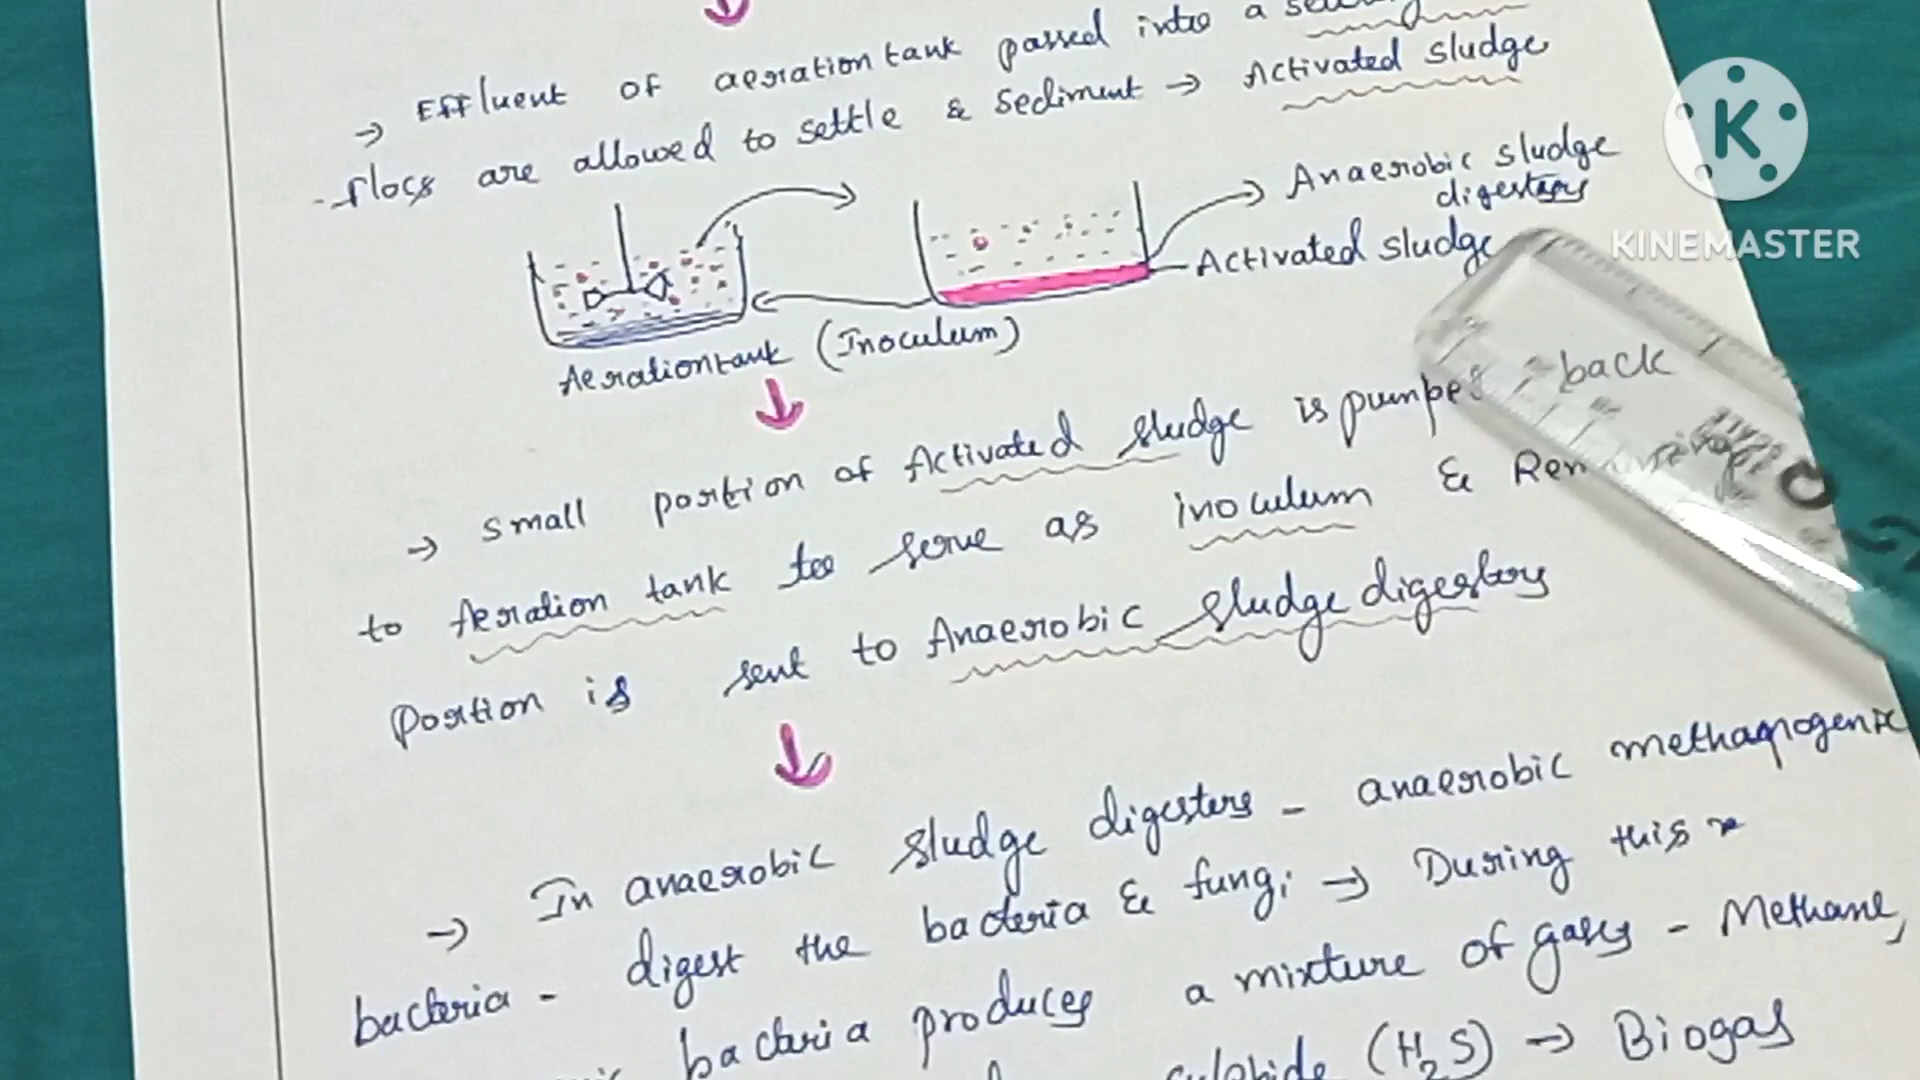 → Effluent of aeration tank passed into a
flocs are allowed to settle & sediment → Activated sludge
→ Anaerobic sludge
digesters
Activated sludge
K
KINEMASTER
Aeration tank (Inoculum)
→ small portion of Activated sludge is pumped back
to Aeration tank to serve as inoculum & Remaining
portion is sent to Anaerobic sludge digestors
→ In anaerobic sludge digesters - anaerobic methanogenic
bacteria - digest the bacteria & fungi → During this
bacteria produces a mixture of gases - Methane,
sulphide (H2S) → Biogas